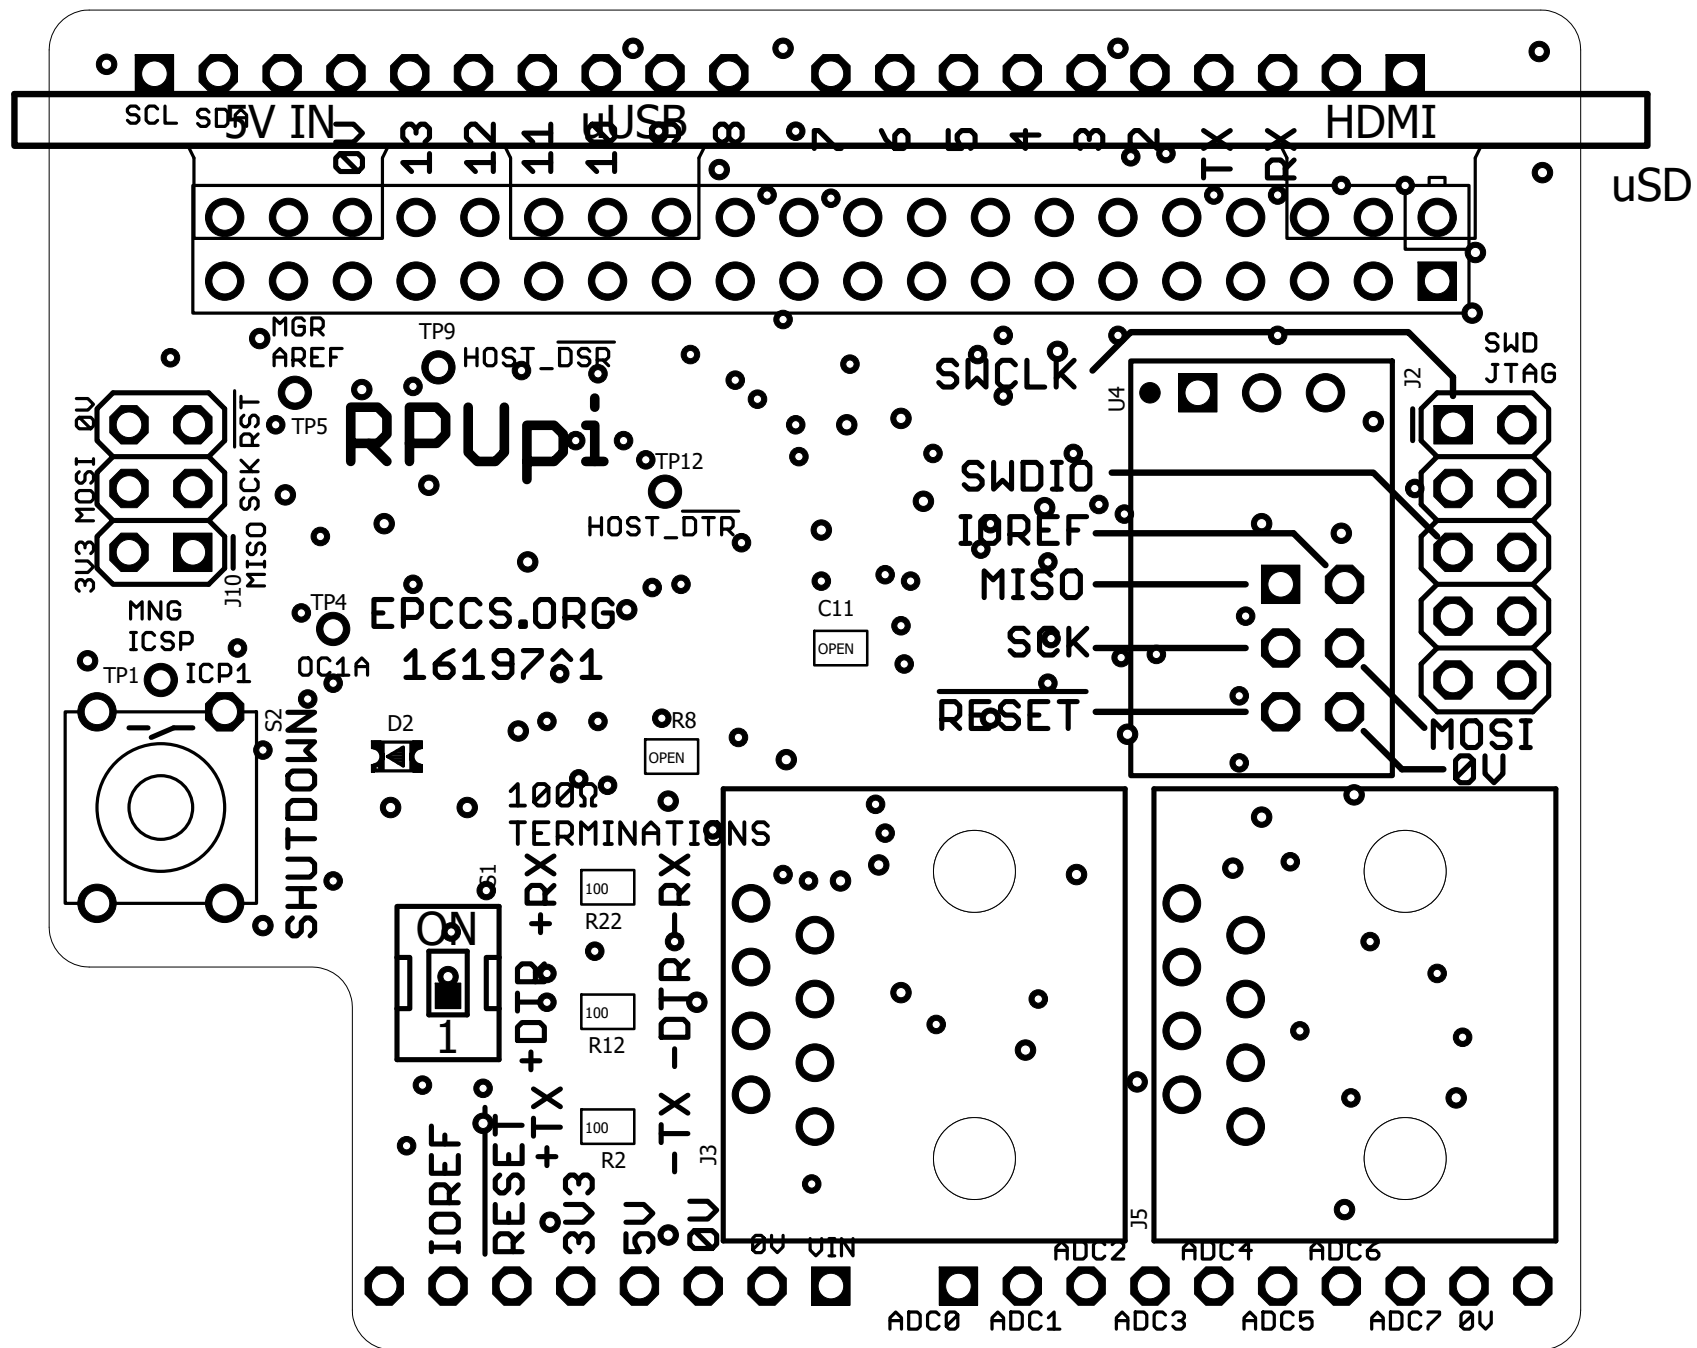 SCL SDA 5V IN uUSB HDMI
0V 13 12 11 10 9 8 7 6 5 4 3 2 TX RX
uSD
MGR
AREF
TP9
HOST_DSR
TP5
RPUpi
TP12
HOST_DTR
3V3 MOSI 0V
MISO SCK RST
J10
MNG
ICSP
TP4
OC1A
TP1
ICP1
S2
SHUTDOWN
EPCCS.ORG
16197^1
D2
R8
OPEN
C11
OPEN
SWCLK
SWDIO
IOREF
MISO
SCK
RESET
U4
J2
SWD
JTAG
MOSI
0V
100Ω
TERMINATIONS
S1
ON
1
+RX
100
R22
-RX
+DTR
100
R12
-DTR
+TX
100
R2
-TX
J3
J5
IOREF
RESET
3V3
5V
0V
0V
VIN
ADC2 ADC4 ADC6
ADC0 ADC1 ADC3 ADC5 ADC7 0V